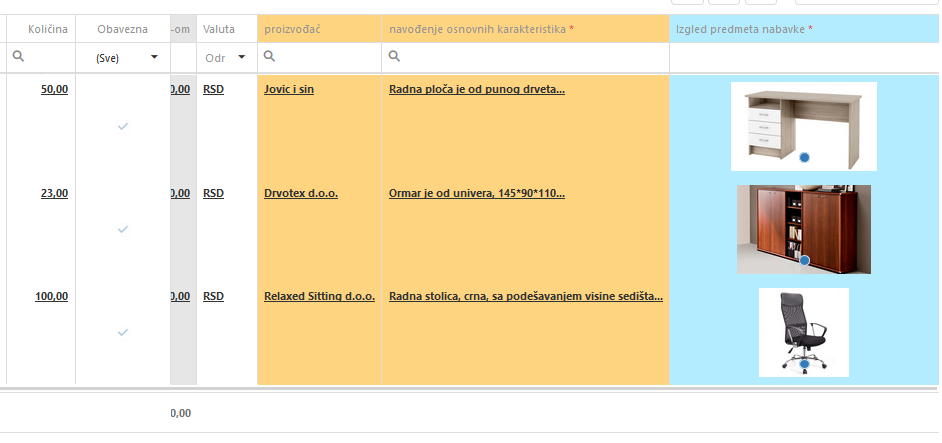 Količina Obavezna -om Valuta proizvođač navođenje osnovnih karakteristika * Izgled predmeta nabavke *
(Sve) Odr
50,00 0,00 RSD Jovic i sin Radna ploča je od punog drveta...
23,00 0,00 RSD Drvotex d.o.o. Ormar je od univera, 145*90*110...
100,00 0,00 RSD Relaxed Sitting d.o.o. Radna stolica, crna, sa podešavanjem visine sedišta...
0,00